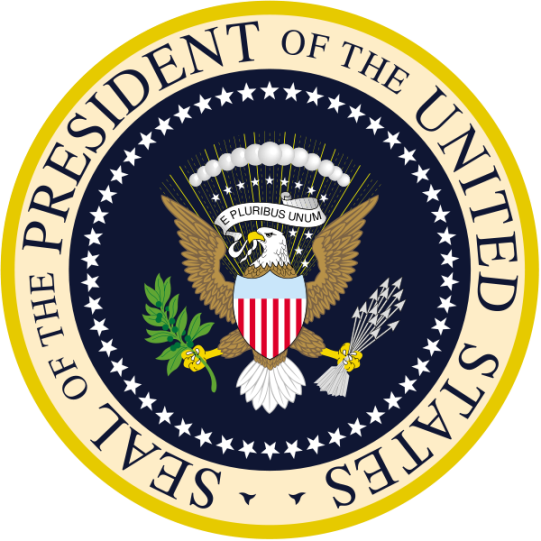 SEAL OF THE PRESIDENT OF THE UNITED STATES
E PLURIBUS UNUM